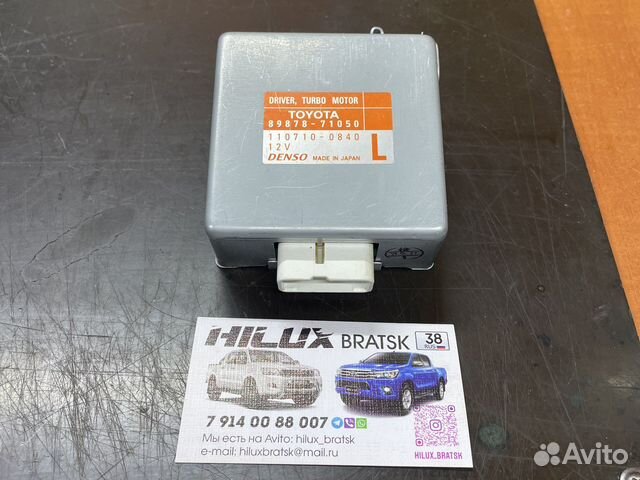 DRIVER, TURBO MOTOR
TOYOTA
89878-71050
110710-0840
12V
DENSO MADE IN JAPAN
L
HILUX BRATSK
38
RUS
7 914 00 88 007
Мы есть на Avito: hilux_bratsk
e-mail: hiluxbratsk@mail.ru
HILUX_BRATSK
Avito